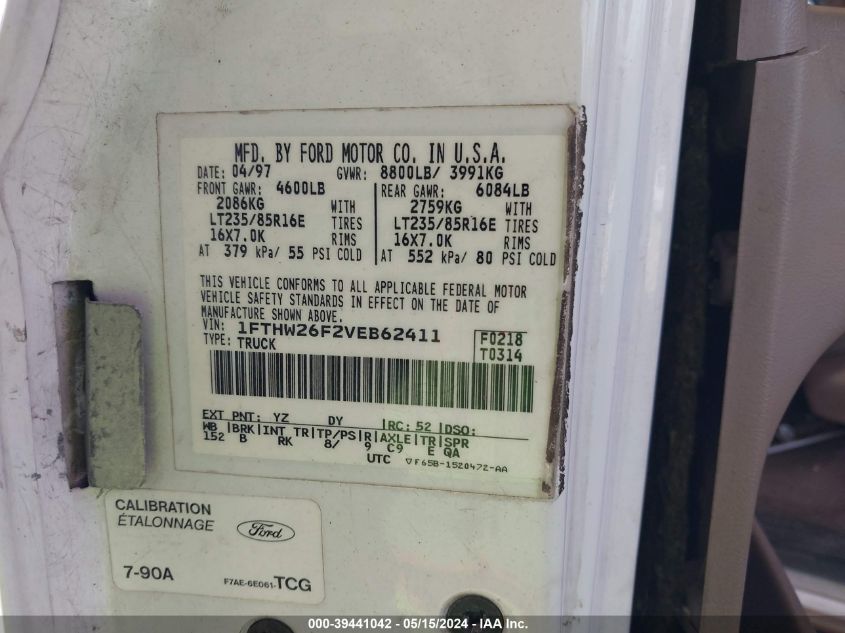 MFD. BY FORD MOTOR CO. IN U.S.A.
DATE: 04/97 GVWR: 8800LB/ 3991KG
FRONT GAWR: 4600LB REAR GAWR: 6084LB
2086KG WITH 2759KG WITH
LT235/85R16E TIRES LT235/85R16E TIRES
16X7.0K RIMS 16X7.0K RIMS
AT 379 kPa/ 55 PSI COLD AT 552 kPa/ 80 PSI COLD
THIS VEHICLE CONFORMS TO ALL APPLICABLE FEDERAL MOTOR
VEHICLE SAFETY STANDARDS IN EFFECT ON THE DATE OF
MANUFACTURE SHOWN ABOVE.
VIN: 1FTHW26F2VEB62411 F0218
TYPE: TRUCK T0314
EXT PNT: YZ DY RC: 52 DSO:
WB BRK INT TR TP/PS R AXLE TR SPR
152 B RK 8/ 9 C9 E QA
UTC ▽F65B-1520472-AA
CALIBRATION
ÉTALONNAGE
Ford
7-90A F7AE-6E061-TCG
000-39441042 - 05/15/2024 - IAA Inc.